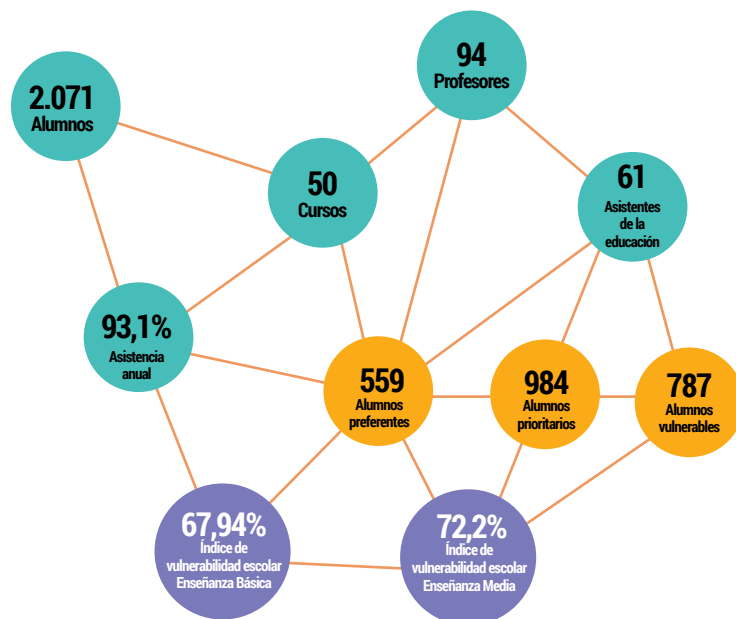 94
Profesores
2.071
Alumnos
50
Cursos
61
Asistentes
de la
educación
93,1%
Asistencia
anual
559
Alumnos
preferentes
984
Alumnos
prioritarios
787
Alumnos
vulnerables
67,94%
Índice de
vulnerabilidad escolar
Enseñanza Básica
72,2%
Índice de
vulnerabilidad escolar
Enseñanza Media